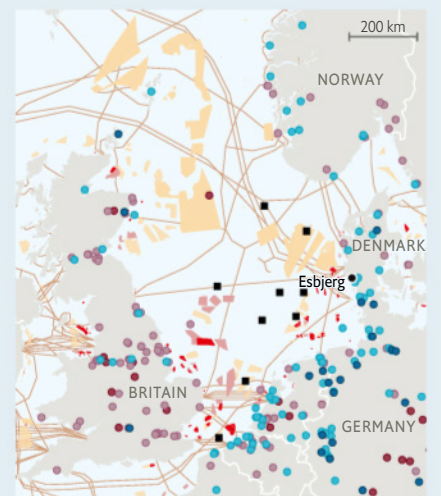 200 km
NORWAY
DENMARK
Esbjerg
BRITAIN
GERMANY